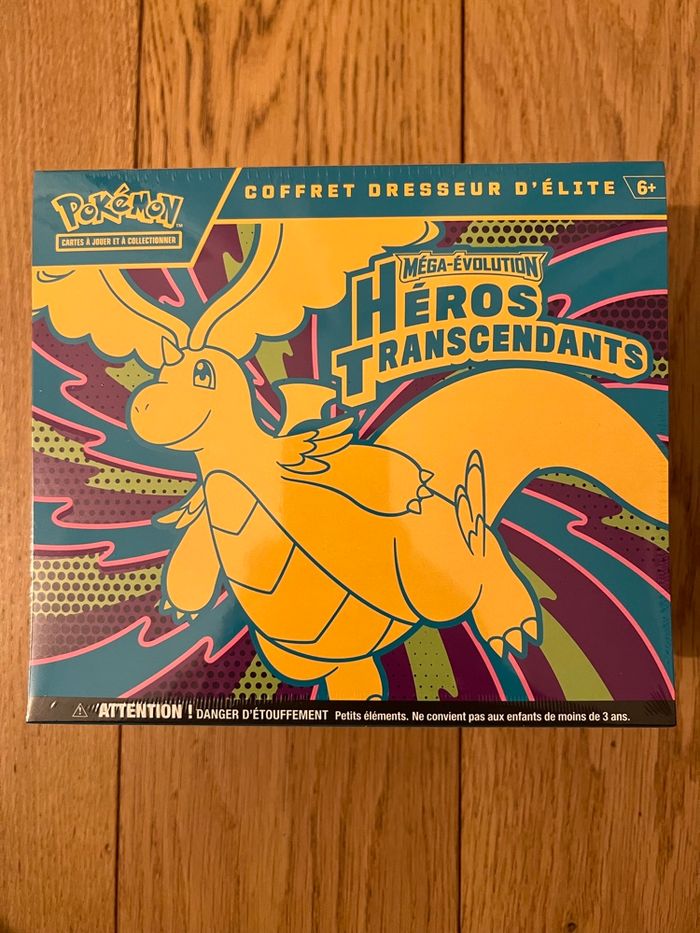 POKéMON™
CARTES À JOUER ET À COLLECTIONNER
COFFRET DRESSEUR D'ÉLITE
6+
MÉGA-ÉVOLUTION
HÉROS
TRANSCENDANTS
⚠ ATTENTION ! DANGER D'ÉTOUFFEMENT Petits éléments. Ne convient pas aux enfants de moins de 3 ans.